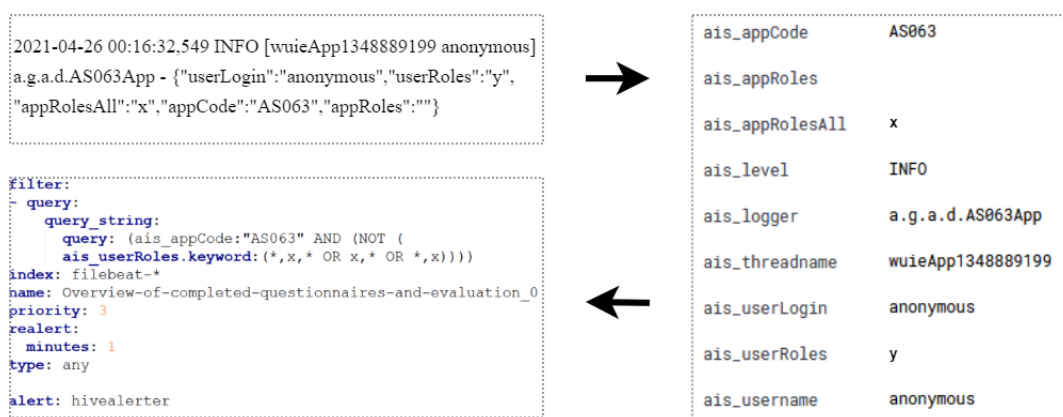 2021-04-26 00:16:32,549 INFO [wuieApp1348889199 anonymous]
a.g.a.d.AS063App - {"userLogin":"anonymous","userRoles":"y",
"appRolesAll":"x","appCode":"AS063","appRoles":""}
ais_appCode AS063
ais_appRoles
ais_appRolesAll x
ais_level INFO
ais_logger a.g.a.d.AS063App
ais_threadname wuieApp1348889199
ais_userLogin anonymous
ais_userRoles y
ais_username anonymous
filter:
- query:
query_string:
query: (ais_appCode:"AS063" AND (NOT (
ais_userRoles.keyword:(*,x,* OR x,* OR *,x))))
index: filebeat-*
name: Overview-of-completed-questionnaires-and-evaluation_0
priority: 3
realert:
minutes: 1
type: any
alert: hivealerter